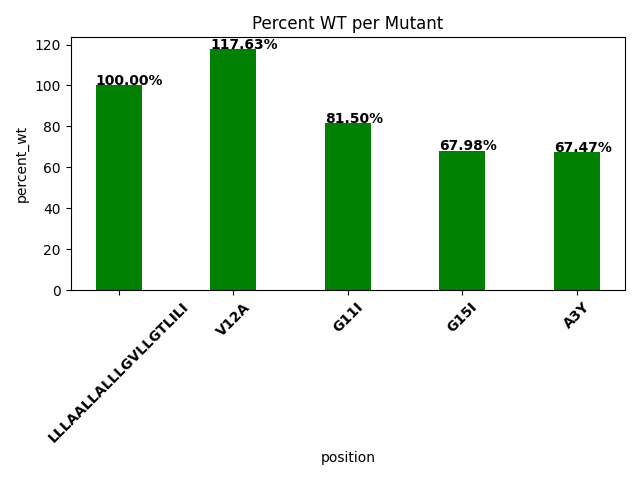 Percent WT per Mutant
percent_wt
120
100
80
60
40
20
0
100.00%
117.63%
81.50%
67.98%
67.47%
LLLAALLALLLGVLLGTLILI
V12A
G11I
G15I
A3Y
position